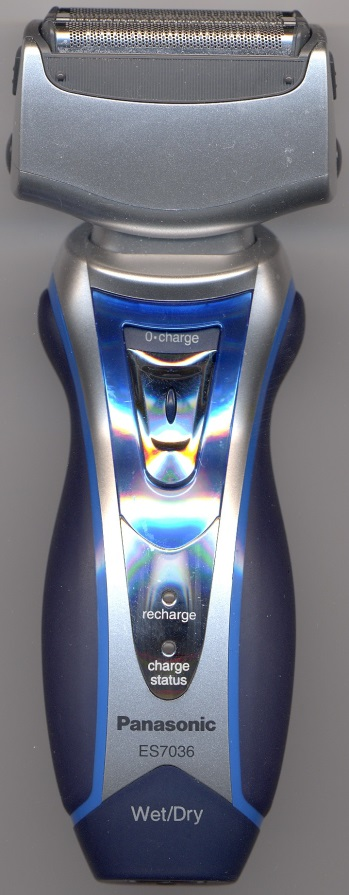 0·charge
recharge
charge
status
Panasonic
ES7036
Wet/Dry